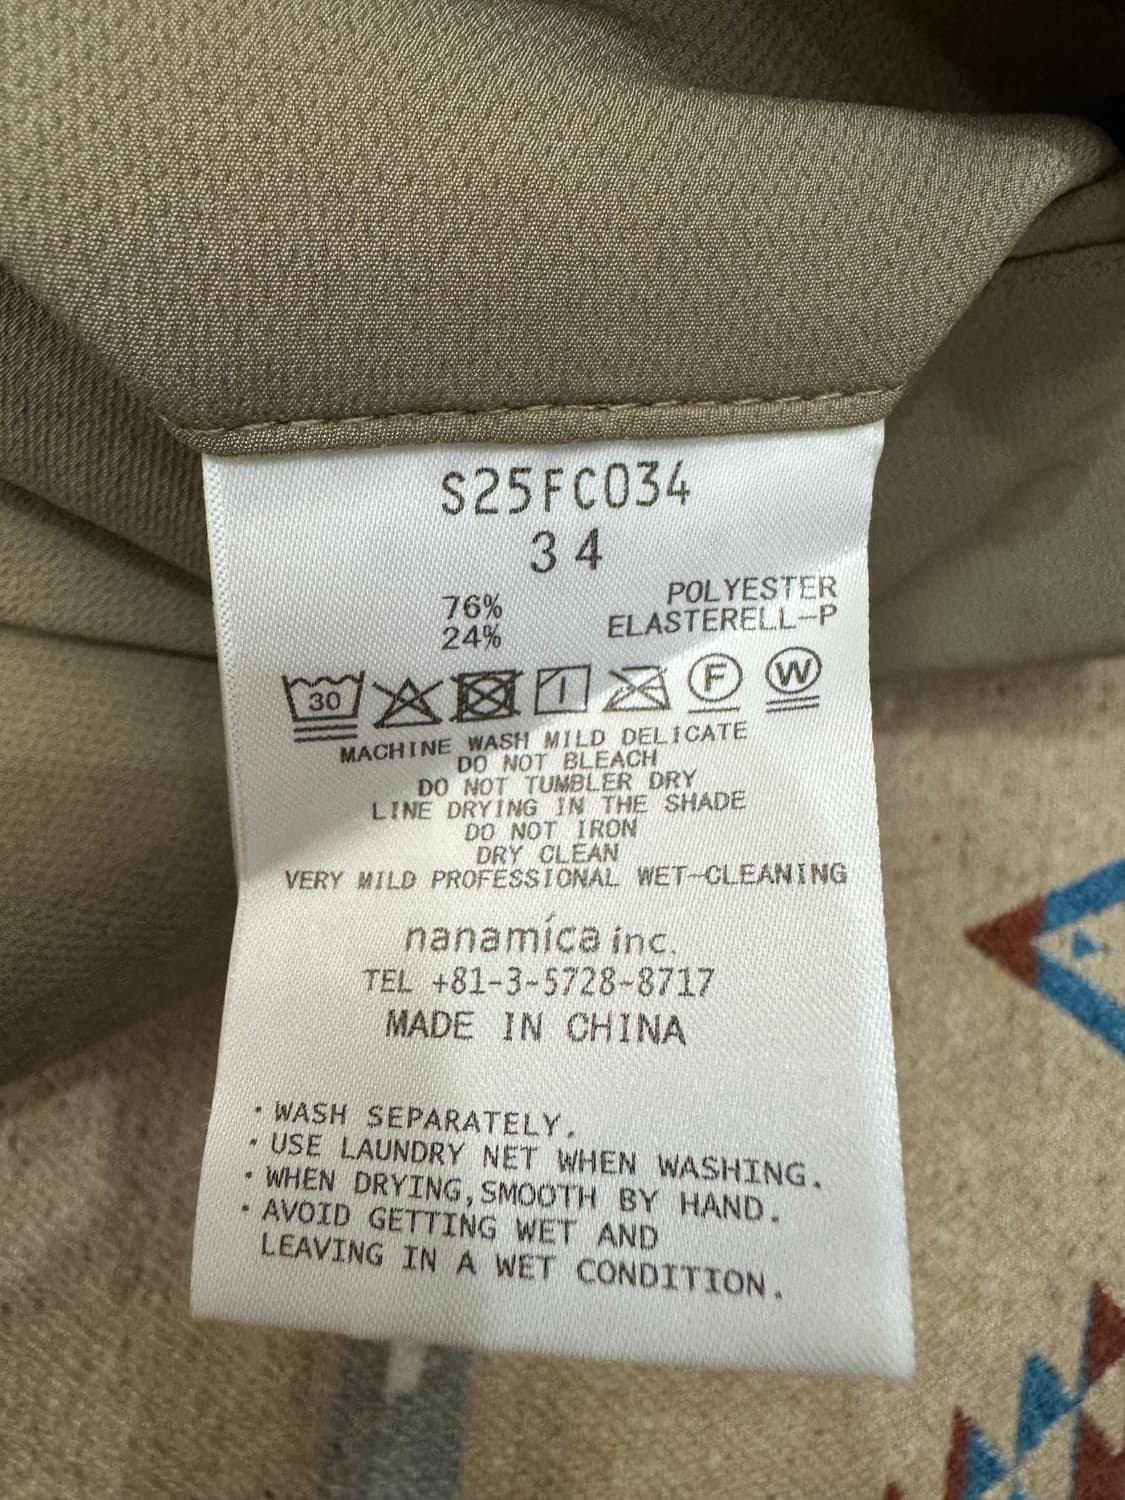 S25FC034
34
76% POLYESTER
24% ELASTERELL-P
30 F W
MACHINE WASH MILD DELICATE
DO NOT BLEACH
DO NOT TUMBLER DRY
LINE DRYING IN THE SHADE
DO NOT IRON
DRY CLEAN
VERY MILD PROFESSIONAL WET-CLEANING
nanamíca inc.
TEL +81-3-5728-8717
MADE IN CHINA
・WASH SEPARATELY.
・USE LAUNDRY NET WHEN WASHING.
・WHEN DRYING,SMOOTH BY HAND.
・AVOID GETTING WET AND
LEAVING IN A WET CONDITION.